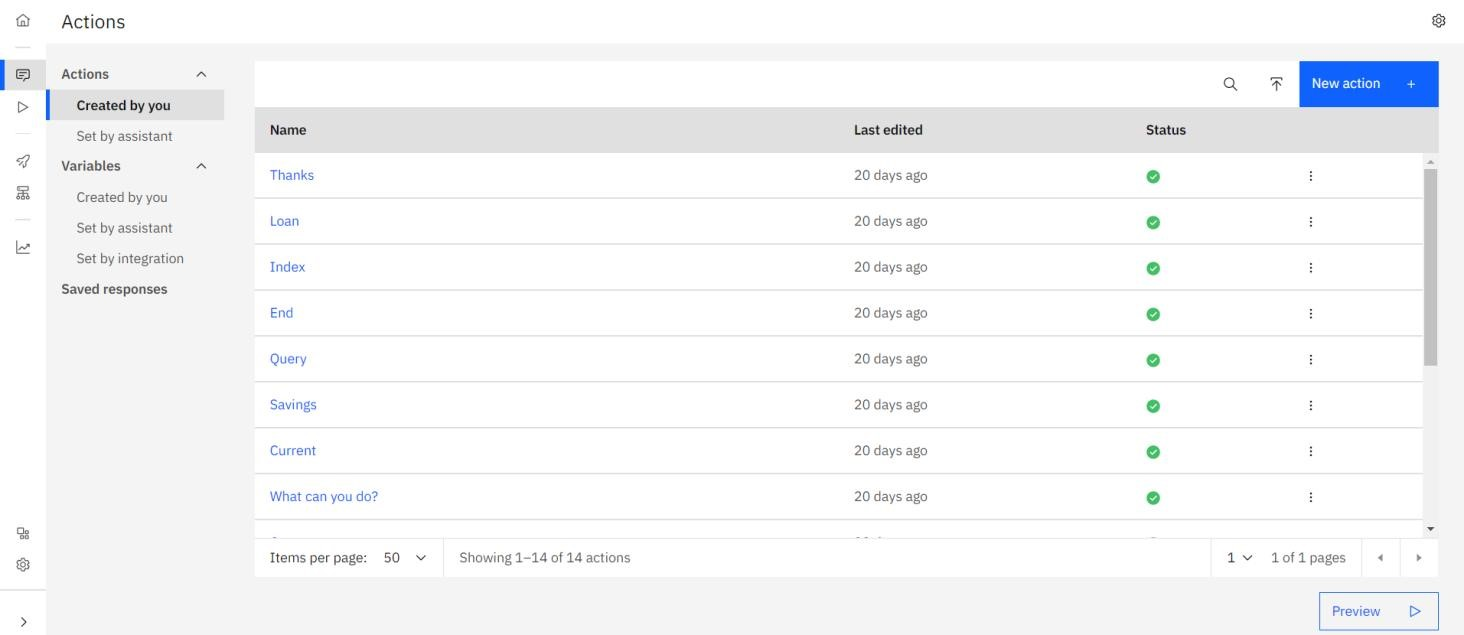 Actions
Actions
Created by you
Set by assistant
Variables
Created by you
Set by assistant
Set by integration
Saved responses
New action +
Name Last edited Status
Thanks 20 days ago
Loan 20 days ago
Index 20 days ago
End 20 days ago
Query 20 days ago
Savings 20 days ago
Current 20 days ago
What can you do? 20 days ago
Items per page: 50 Showing 1–14 of 14 actions 1 1 of 1 pages
Preview